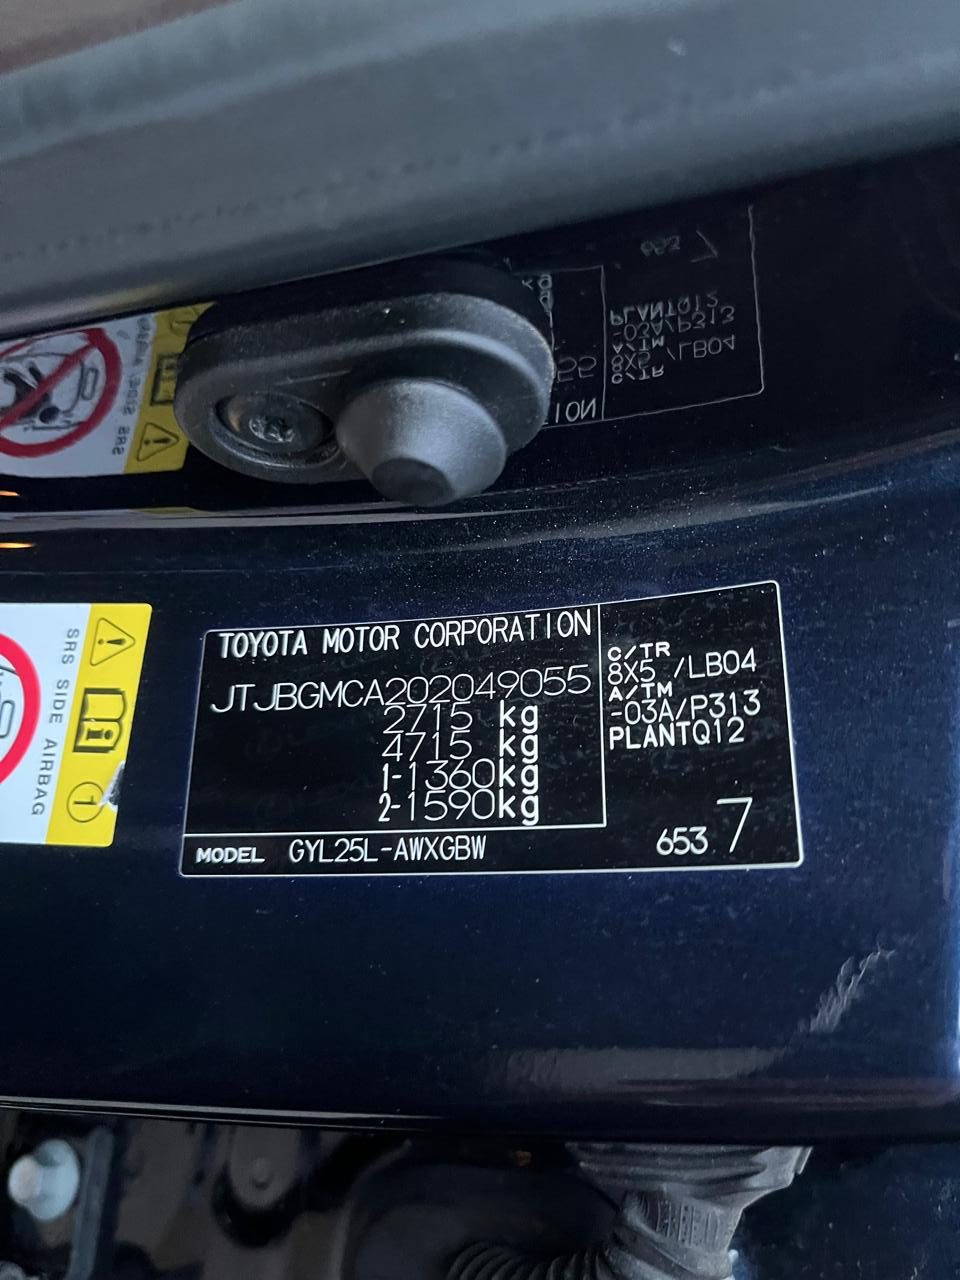 TOYOTA MOTOR CORPORATION
JTJBGMCA202049055
2715 kg
4715 kg
1-1360kg
2-1590kg
C/TR
8X5 /LB04
A/TM
-03A/P313
PLANTQ12
653 7
MODEL GYL25L-AWXGBW
SRS SIDE AIRBAG
1